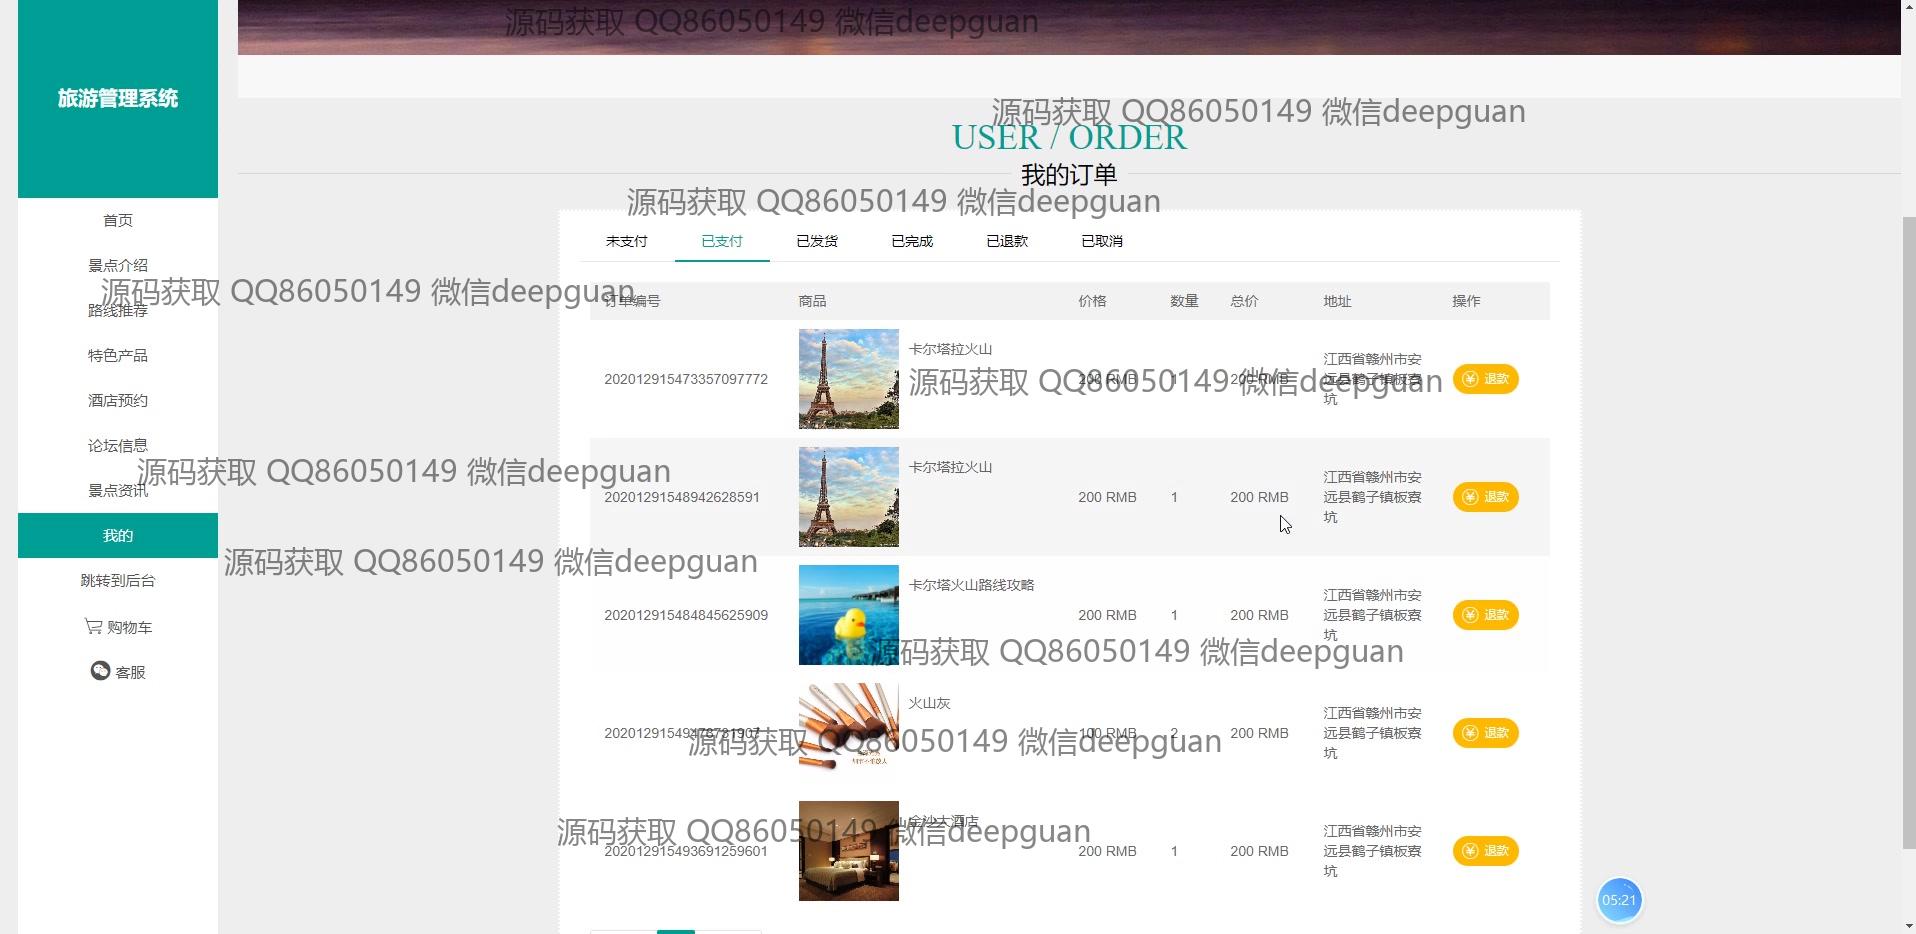 源码获取 QQ86050149 微信deepguan
旅游管理系统
源码获取 QQ86050149 微信deepguan
USER / ORDER
我的订单
源码获取 QQ86050149 微信deepguan
首页
景点介绍
路线推荐
特色产品
酒店预约
论坛信息
景点资讯
我的
跳转到后台
购物车
客服
未支付 已支付 已发货 已完成 已退款 已取消
源码获取 QQ86050149 微信deepguan
订单编号 商品 价格 数量 总价 地址 操作
卡尔塔拉火山
202012915473357097772 200 RMB 1 200 RMB 江西省赣州市安远县鹤子镇板寮坑 退款
源码获取 QQ86050149 微信deepguan
卡尔塔拉火山
源码获取 QQ86050149 微信deepguan
20201291548942628591 200 RMB 1 200 RMB 江西省赣州市安远县鹤子镇板寮坑 退款
源码获取 QQ86050149 微信deepguan
卡尔塔火山路线攻略
202012915484845625909 200 RMB 1 200 RMB 江西省赣州市安远县鹤子镇板寮坑 退款
源码获取 QQ86050149 微信deepguan
火山灰
100 RMB 2 200 RMB 江西省赣州市安远县鹤子镇板寮坑 退款
源码获取 QQ86050149 微信deepguan
金沙大酒店
源码获取 QQ86050149 微信deepguan
202012915493691259601 200 RMB 1 200 RMB 江西省赣州市安远县鹤子镇板寮坑 退款
05:21